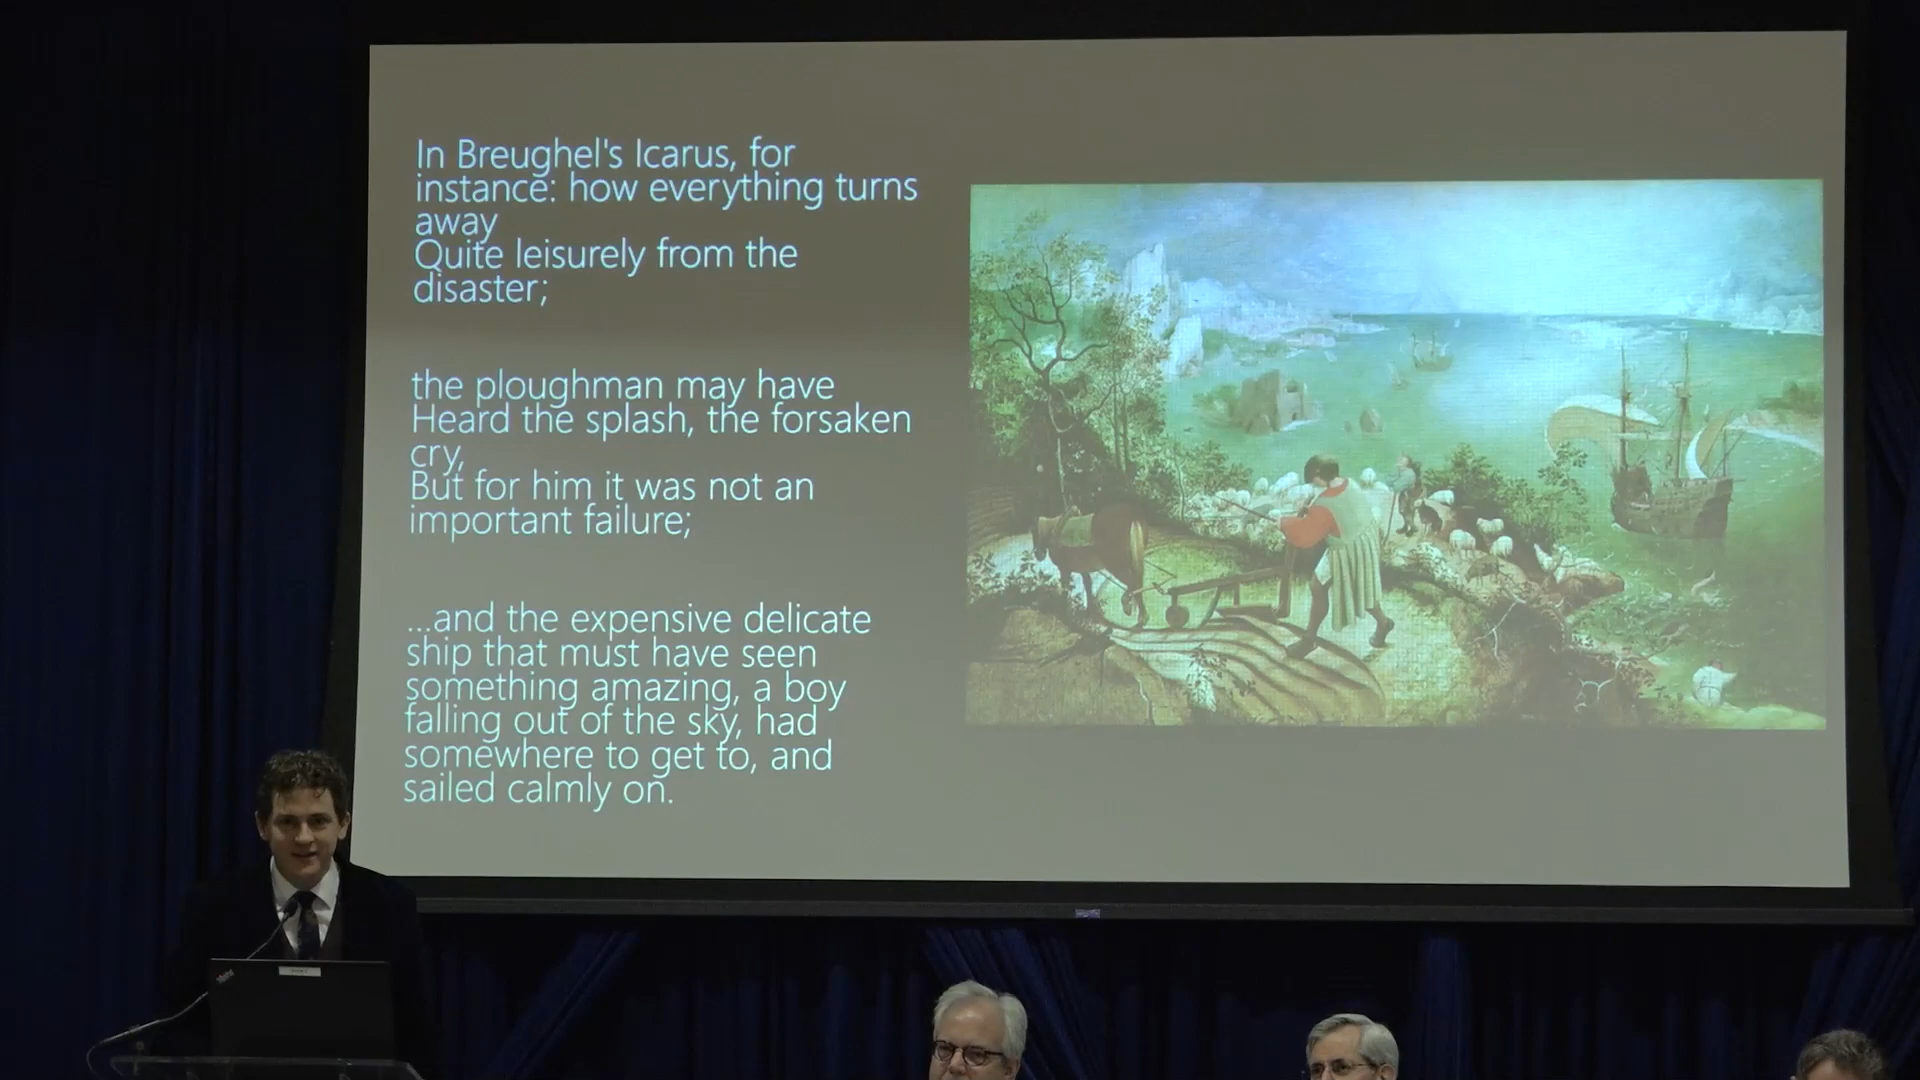 In Breughel's Icarus, for
instance: how everything turns
away
Quite leisurely from the
disaster;
the ploughman may have
Heard the splash, the forsaken
cry,
But for him it was not an
important failure;
...and the expensive delicate
ship that must have seen
something amazing, a boy
falling out of the sky, had
somewhere to get to, and
sailed calmly on.